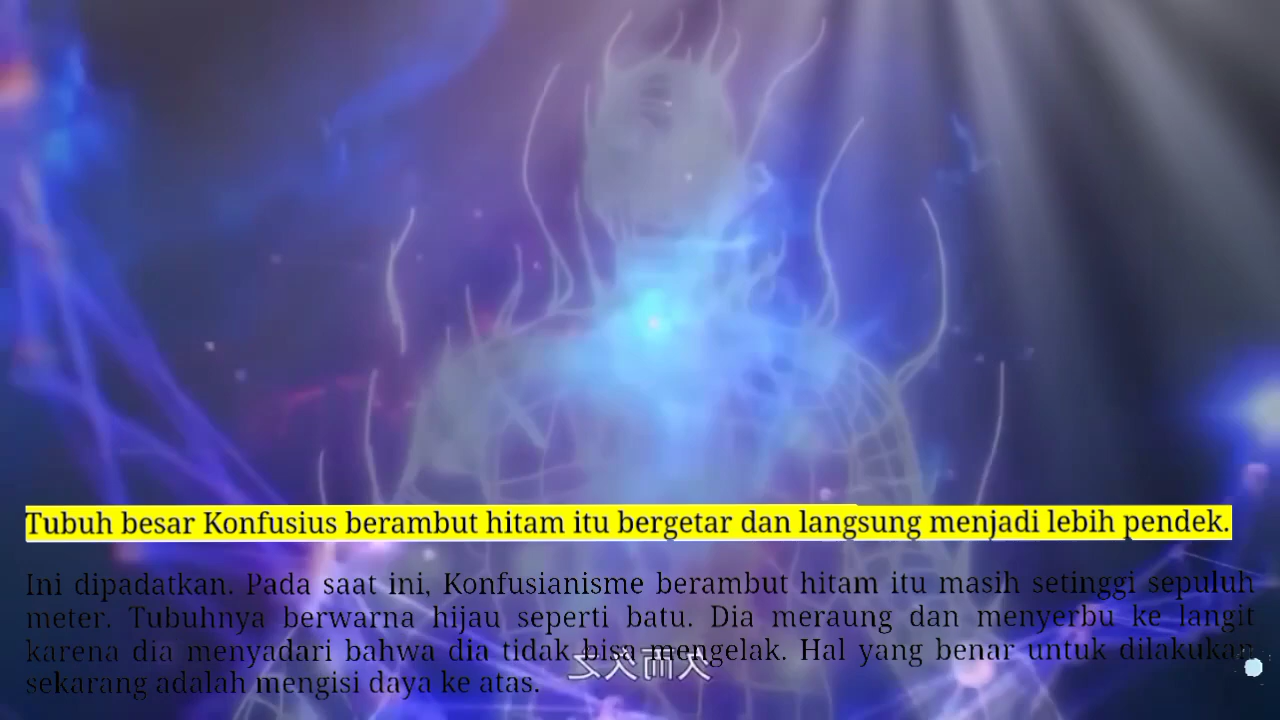 Tubuh besar Konfusius berambut hitam itu bergetar dan langsung menjadi lebih pendek.
Ini dipadatkan. Pada saat ini, Konfusianisme berambut hitam itu masih setinggi sepuluh
meter. Tubuhnya berwarna hijau seperti batu. Dia meraung dan menyerbu ke langit
karena dia menyadari bahwa dia tidak bisa mengelak. Hal yang benar untuk dilakukan
sekarang adalah mengisi daya ke atas.